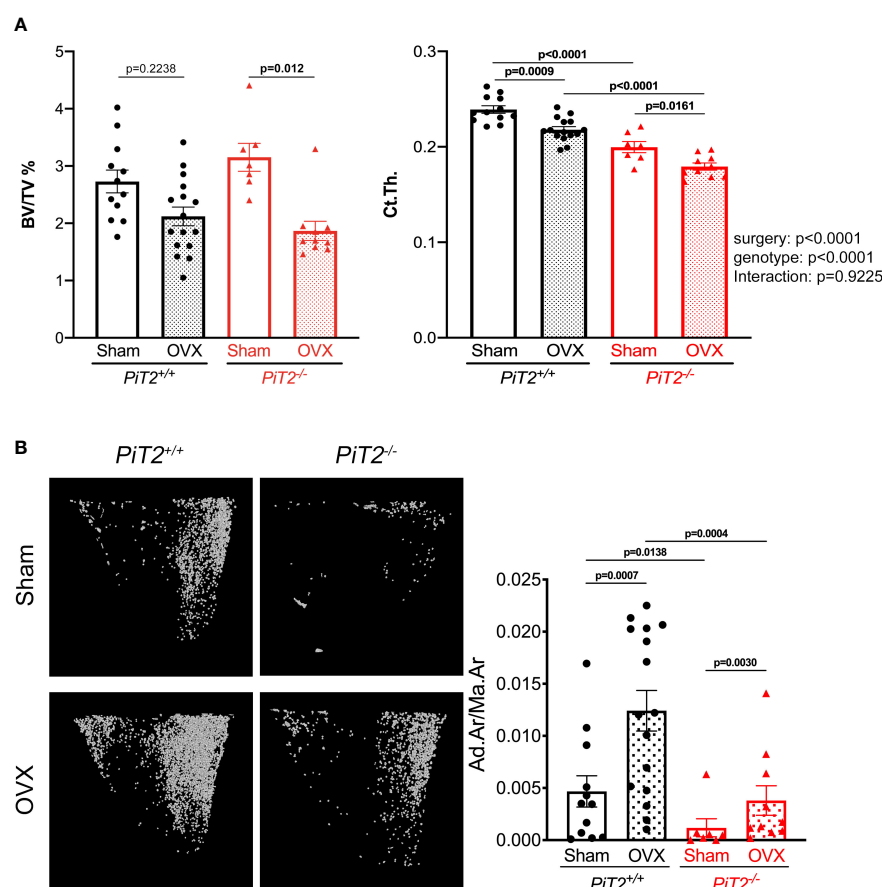 A
5
4
3
2
1
0
BV/TV %
p=0.2238
p=0.012
Sham
OVX
Sham
OVX
PiT2+/+
PiT2-/-
0.3
0.2
0.1
0.0
Ct.Th.
p<0.0001
p=0.0009
p<0.0001
p=0.0161
Sham
OVX
Sham
OVX
PiT2+/+
PiT2-/-
surgery: p<0.0001
genotype: p<0.0001
Interaction: p=0.9225
B
PiT2+/+
PiT2-/-
Sham
OVX
0.025
0.020
0.015
0.010
0.005
0.000
Ad.Ar/Ma.Ar
p=0.0004
p=0.0138
p=0.0007
p=0.0030
Sham
OVX
Sham
OVX
PiT2+/+
PiT2-/-